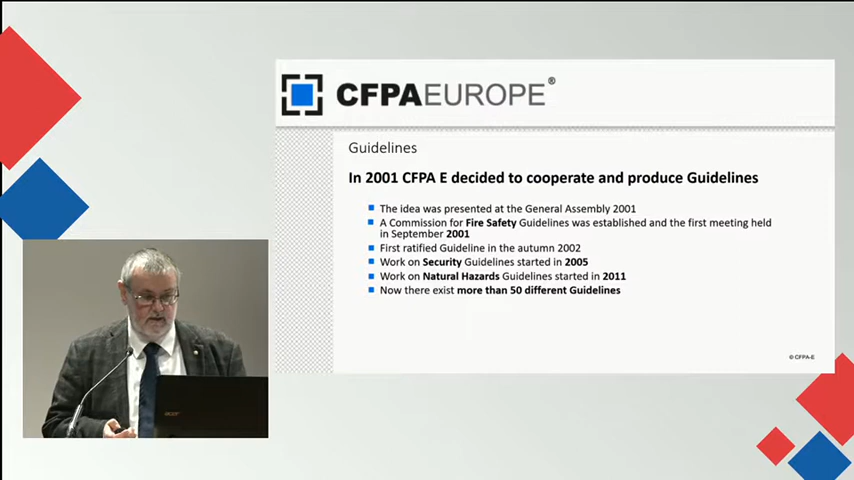 CFPAEUROPE®
Guidelines
In 2001 CFPA E decided to cooperate and produce Guidelines
The idea was presented at the General Assembly 2001
A Commission for Fire Safety Guidelines was established and the first meeting held
in September 2001
First ratified Guideline in the autumn 2002
Work on Security Guidelines started in 2005
Work on Natural Hazards Guidelines started in 2011
Now there exist more than 50 different Guidelines
© CFPA-E
acer